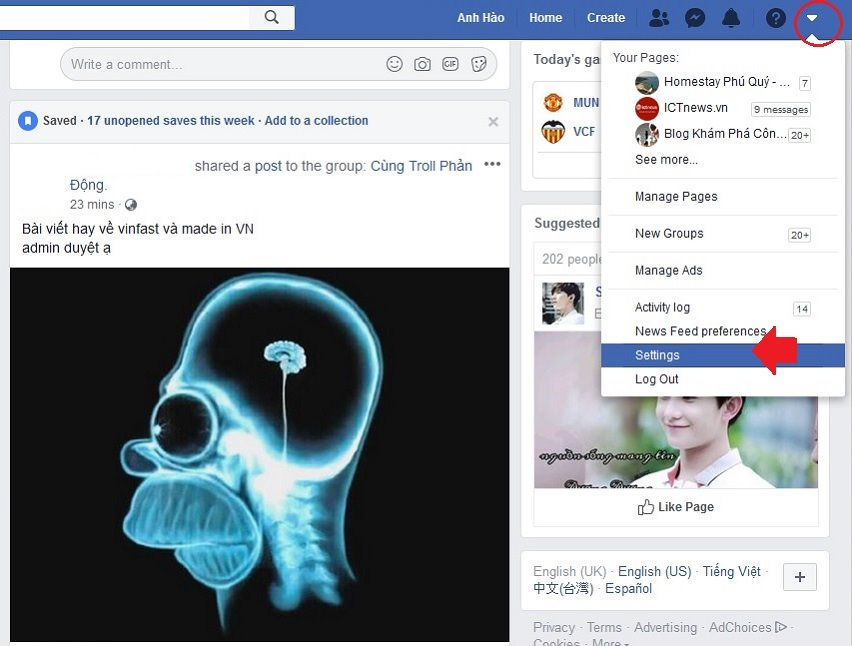 Anh Hào Home Create
Write a comment...
GIF
Saved · 17 unopened saves this week · Add to a collection
shared a post to the group: Cùng Troll Phản
Động.
23 mins ·
Bài viết hay về vinfast và made in VN
admin duyệt ạ
Today's
MUN
VCF
Suggested
202
nguồn sống mang tên
Like Page
Your Pages:
Homestay Phú Quý - ... 7
ICTnews.vn 9 messages
Blog Khám Phá Côn... 20+
See more...
Manage Pages
New Groups 20+
Manage Ads
Activity log 14
News Feed preferences
Settings
Log Out
English (UK) · English (US) · Tiếng Việt ·
中文(台灣) · Español
+
Privacy · Terms · Advertising · AdChoices ·
Cookies · More